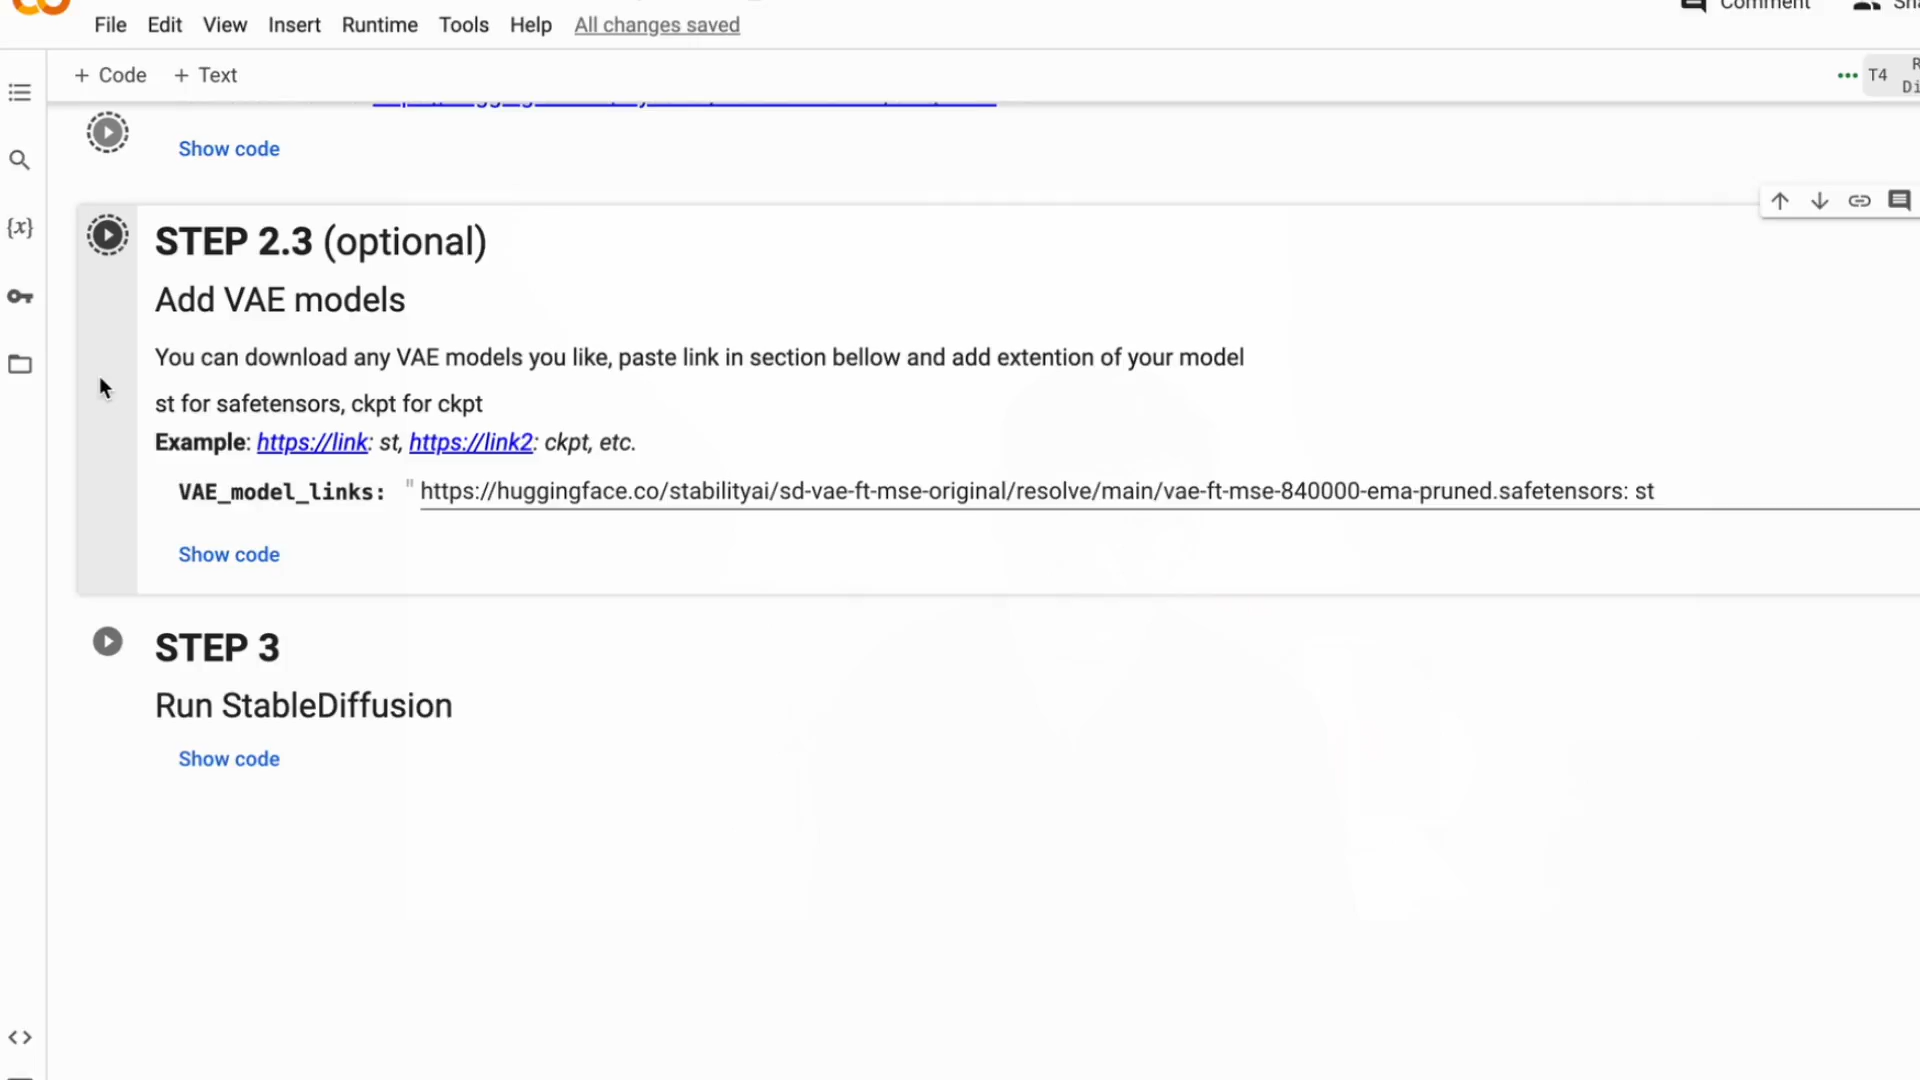 Comment
File Edit View Insert Runtime Tools Help All changes saved
+ Code + Text
T4
Show code
STEP 2.3 (optional)
Add VAE models
You can download any VAE models you like, paste link in section bellow and add extention of your model
st for safetensors, ckpt for ckpt
Example: https://link: st, https://link2: ckpt, etc.
VAE_model_links: " https://huggingface.co/stabilityai/sd-vae-ft-mse-original/resolve/main/vae-ft-mse-840000-ema-pruned.safetensors: st
Show code
STEP 3
Run StableDiffusion
Show code